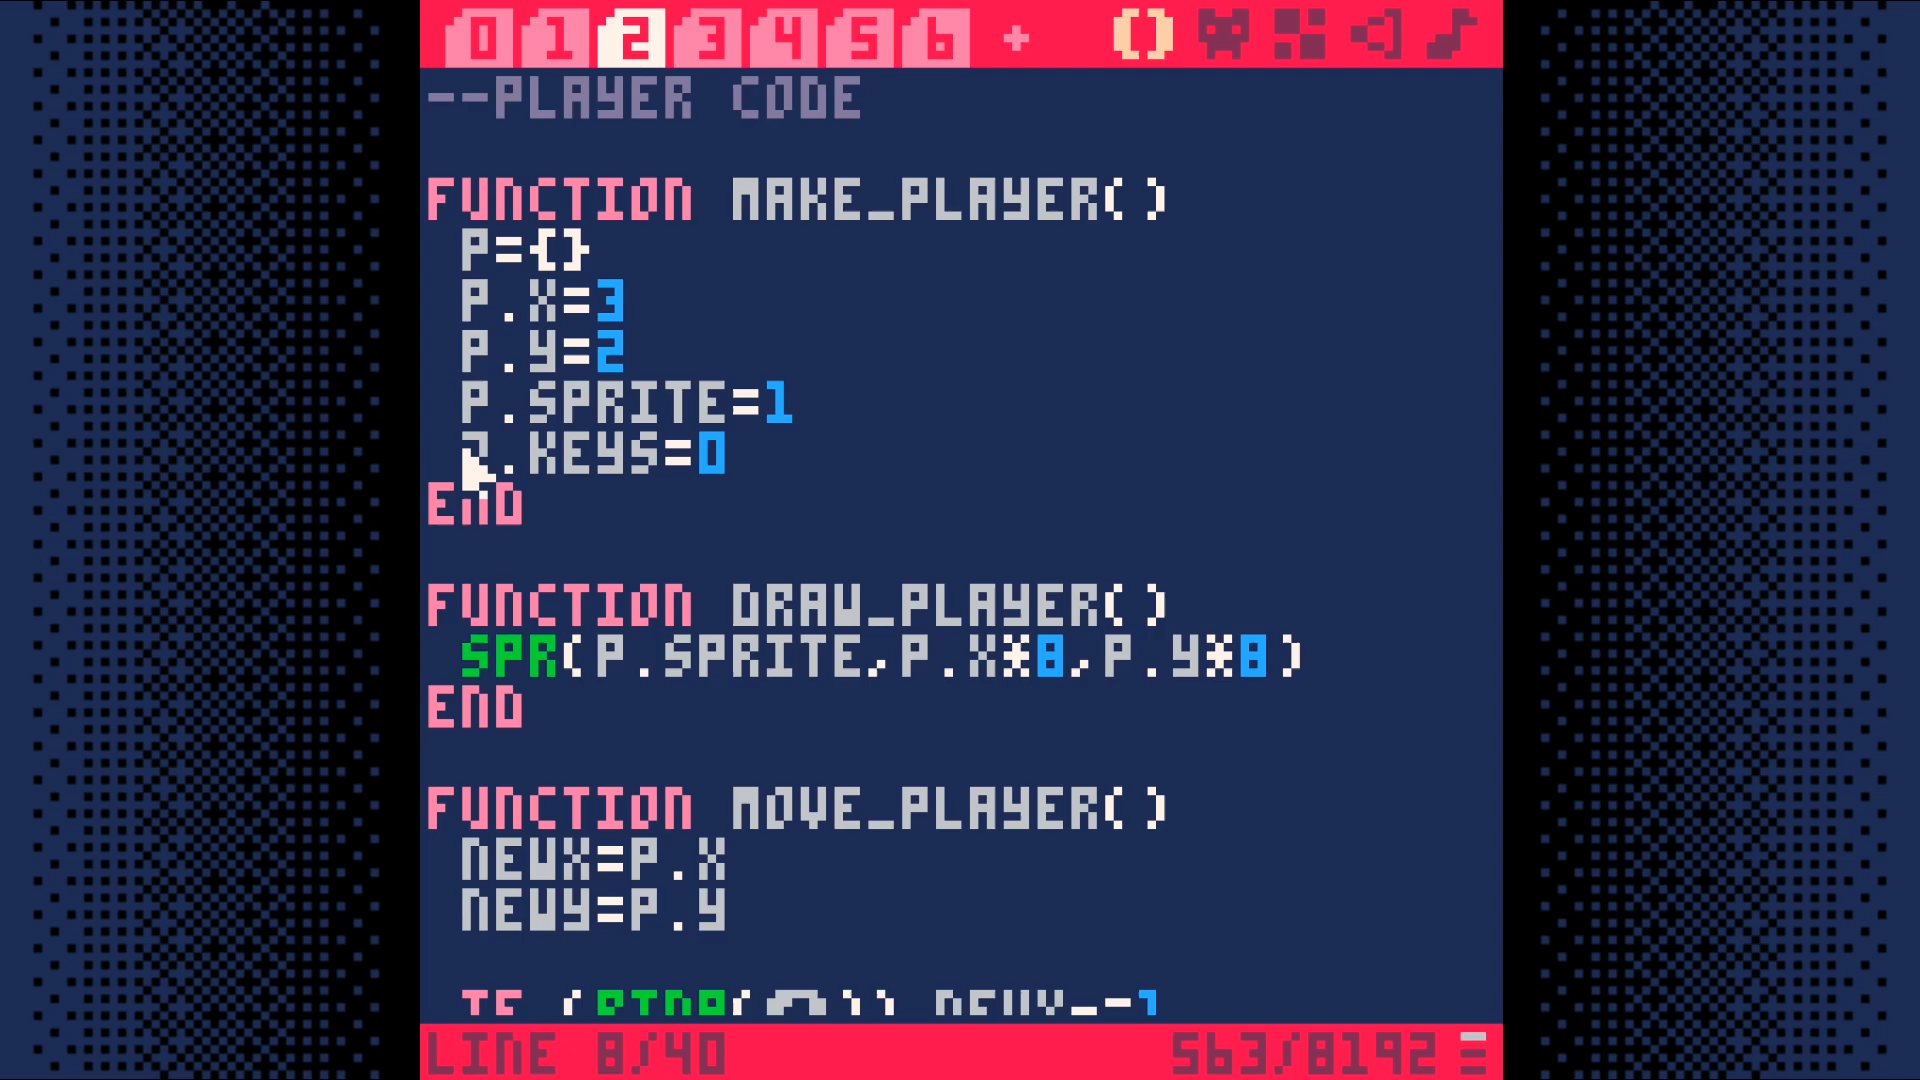 0 1 2 3 4 5 6 +
--PLAYER CODE
FUNCTION MAKE_PLAYER()
P={}
P.X=3
P.Y=2
P.SPRITE=1
.KEYS=0
END
FUNCTION DRAW_PLAYER()
SPR(P.SPRITE,P.X*8,P.Y*8)
END
FUNCTION MOVE_PLAYER()
NEWX=P.X
NEWY=P.Y
LINE 8/40
563/8192